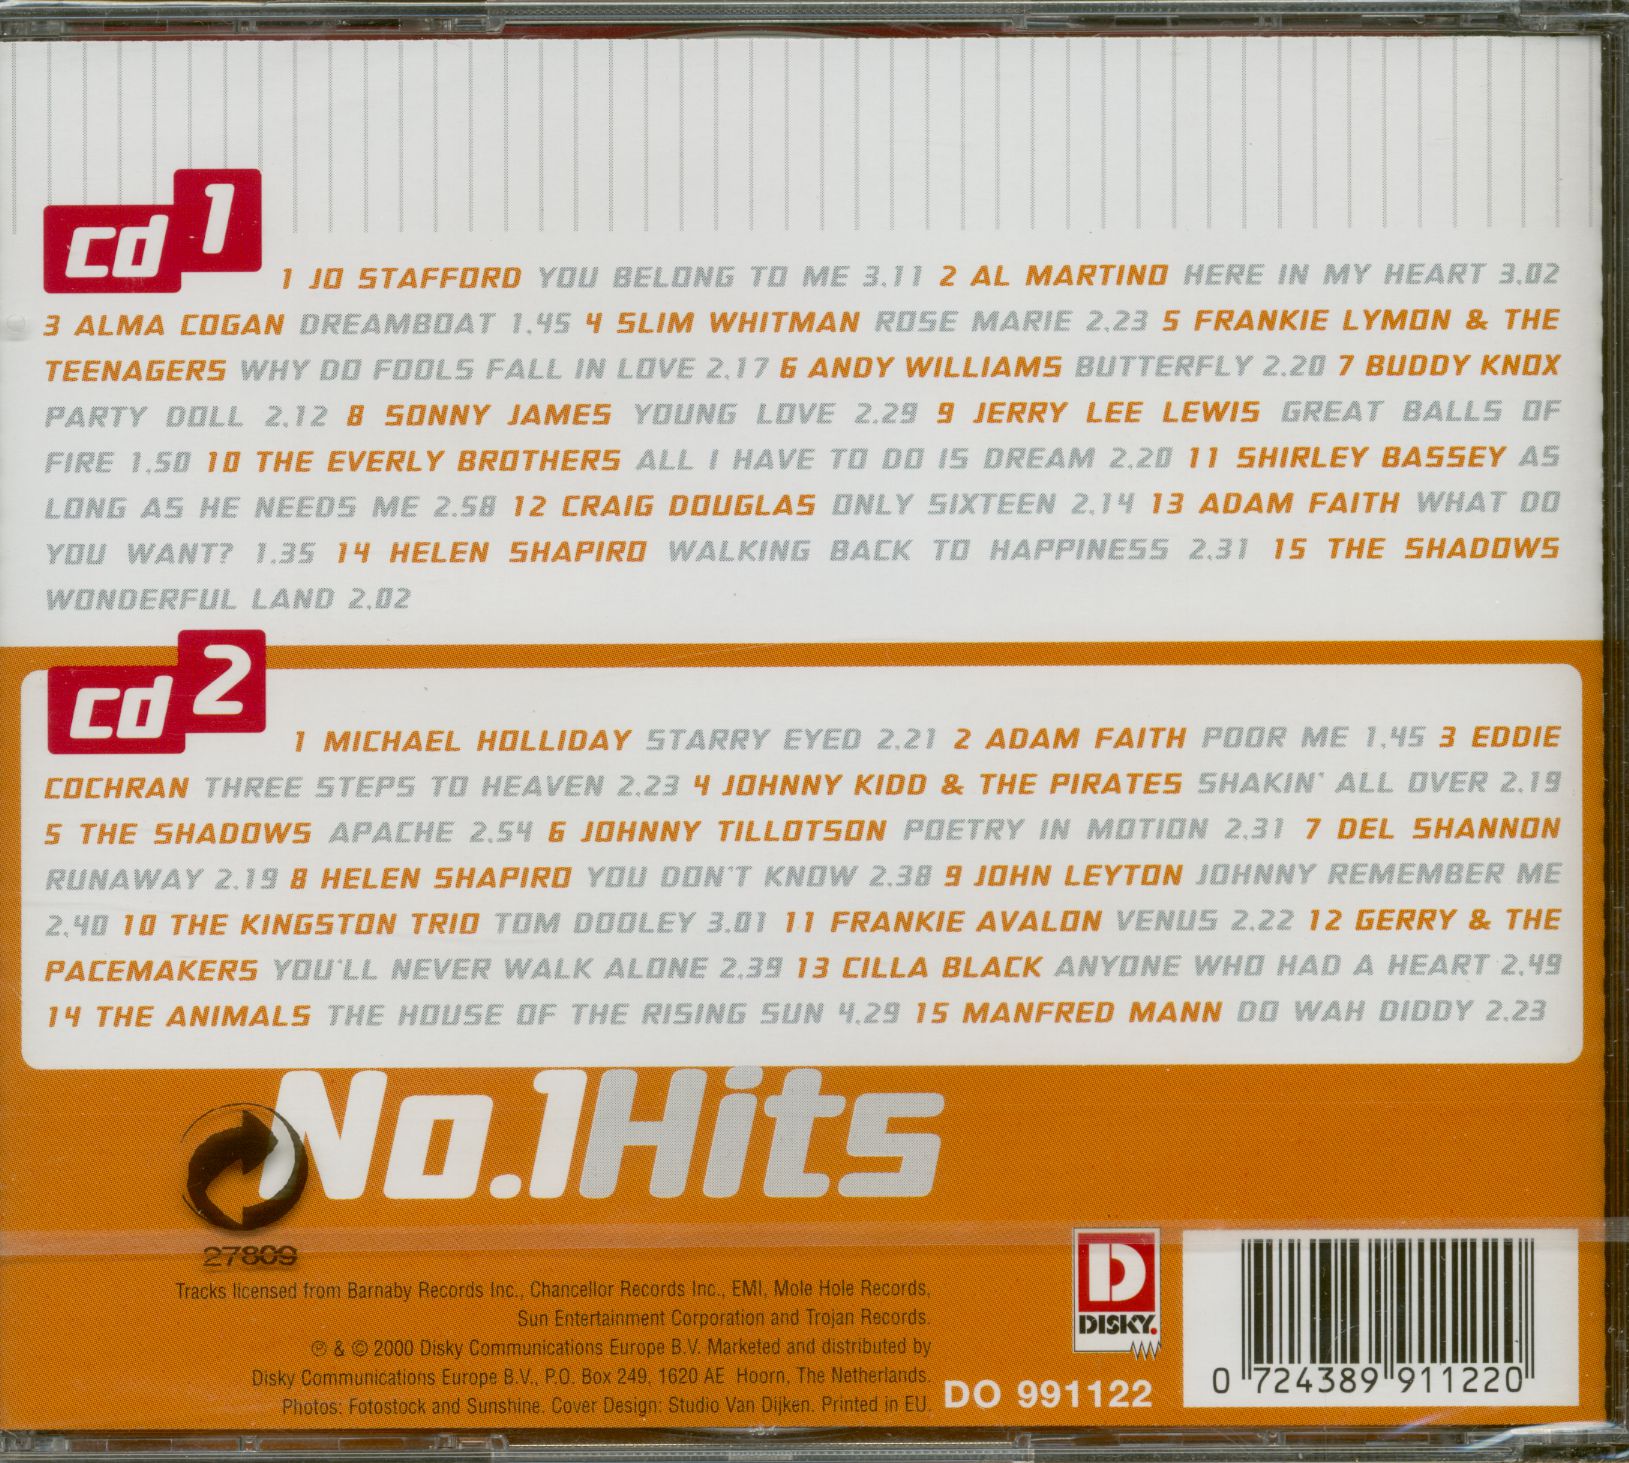 cd 1
1 JO STAFFORD YOU BELONG TO ME 3.11 2 AL MARTINO HERE IN MY HEART 3.02
3 ALMA COGAN DREAMBOAT 1.45 4 SLIM WHITMAN ROSE MARIE 2.23 5 FRANKIE LYMON & THE
TEENAGERS WHY DO FOOLS FALL IN LOVE 2.17 6 ANDY WILLIAMS BUTTERFLY 2.20 7 BUDDY KNOX
PARTY DOLL 2.12 8 SONNY JAMES YOUNG LOVE 2.29 9 JERRY LEE LEWIS GREAT BALLS OF
FIRE 1.50 10 THE EVERLY BROTHERS ALL I HAVE TO DO IS DREAM 2.20 11 SHIRLEY BASSEY AS
LONG AS HE NEEDS ME 2.58 12 CRAIG DOUGLAS ONLY SIXTEEN 2.14 13 ADAM FAITH WHAT DO
YOU WANT? 1.35 14 HELEN SHAPIRO WALKING BACK TO HAPPINESS 2.31 15 THE SHADOWS
WONDERFUL LAND 2.02
cd 2
1 MICHAEL HOLLIDAY STARRY EYED 2.21 2 ADAM FAITH POOR ME 1.45 3 EDDIE
COCHRAN THREE STEPS TO HEAVEN 2.23 4 JOHNNY KIDD & THE PIRATES SHAKIN' ALL OVER 2.19
5 THE SHADOWS APACHE 2.54 6 JOHNNY TILLOTSON POETRY IN MOTION 2.31 7 DEL SHANNON
RUNAWAY 2.19 8 HELEN SHAPIRO YOU DON'T KNOW 2.38 9 JOHN LEYTON JOHNNY REMEMBER ME
2.40 10 THE KINGSTON TRIO TOM DOOLEY 3.01 11 FRANKIE AVALON VENUS 2.22 12 GERRY & THE
PACEMAKERS YOU'LL NEVER WALK ALONE 2.39 13 CILLA BLACK ANYONE WHO HAD A HEART 2.49
14 THE ANIMALS THE HOUSE OF THE RISING SUN 4.29 15 MANFRED MANN DO WAH DIDDY 2.23
No.1Hits
27809
Tracks licensed from Barnaby Records Inc., Chancellor Records Inc., EMI, Mole Hole Records,
Sun Entertainment Corporation and Trojan Records.
℗ & © 2000 Disky Communications Europe B.V. Marketed and distributed by
Disky Communications Europe B.V., P.O. Box 249, 1620 AE Hoorn, The Netherlands.
Photos: Fotostock and Sunshine. Cover Design: Studio Van Dijken. Printed in EU.
D
DISKY.
DO 991122
0 724389 911220